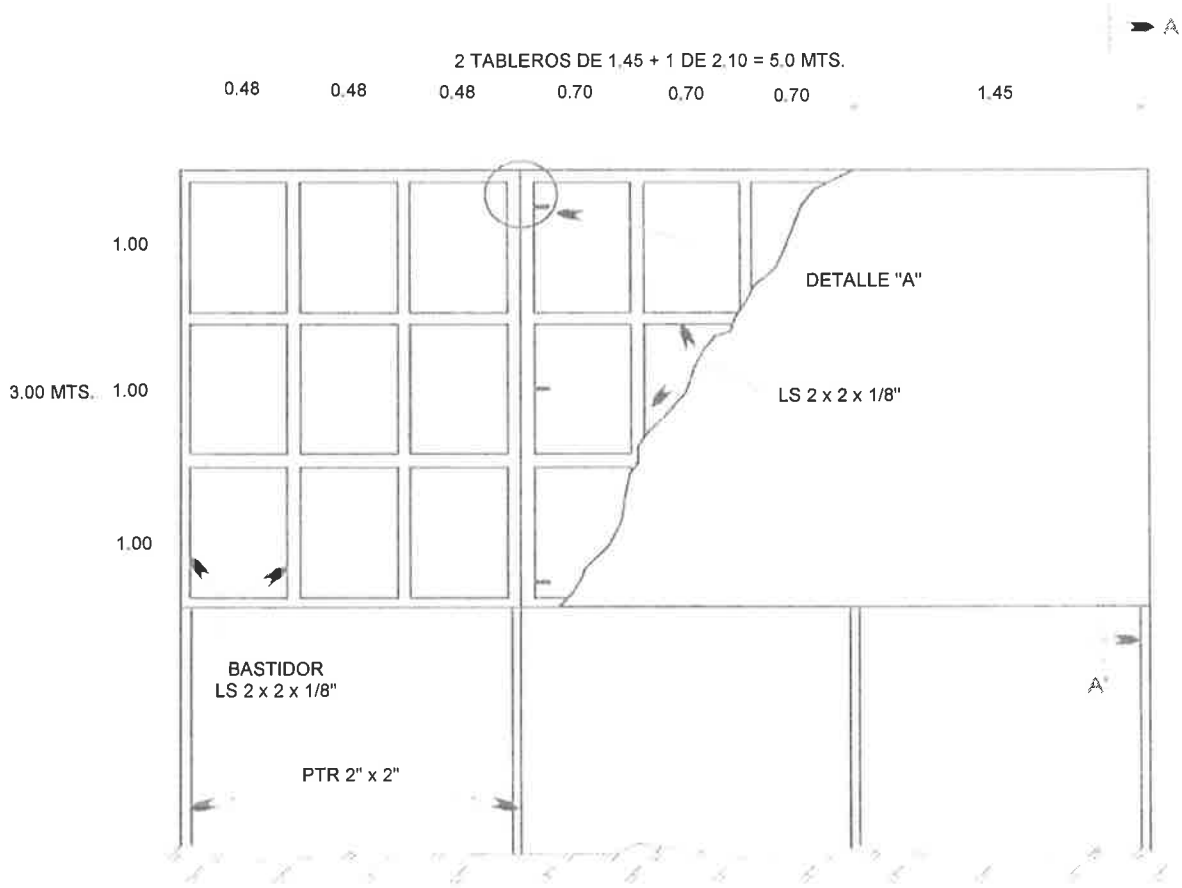 A
2 TABLEROS DE 1.45 + 1 DE 2.10 = 5.0 MTS.
0.48 0.48 0.48 0.70 0.70 0.70 1.45
1.00
DETALLE "A"
3.00 MTS. 1.00
LS 2 x 2 x 1/8"
1.00
BASTIDOR
LS 2 x 2 x 1/8"
A'
PTR 2" x 2"